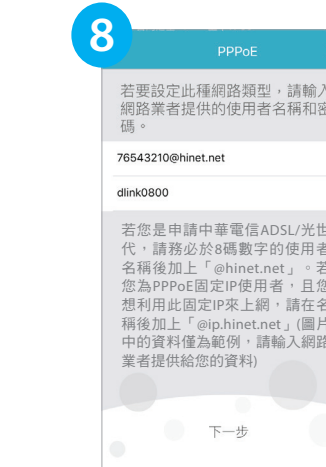 8
PPPoE
若要設定此種網路類型，請輸入
網路業者提供的使用者名稱和密
碼。
76543210@hinet.net
dlink0800
若您是申請中華電信ADSL/光世
代，請務必於8碼數字的使用者
名稱後加上「@hinet.net」。若
您為PPPoE固定IP使用者，且您
想利用此固定IP來上網，請在名
稱後加上「@ip.hinet.net」(圖片
中的資料僅為範例，請輸入網路
業者提供給您的資料)
下一步